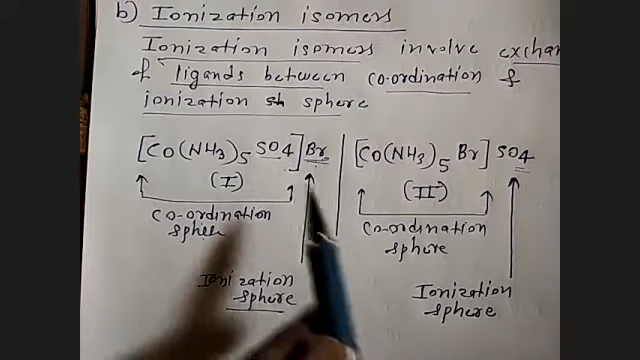 b) Ionization isomers
Ionization isomers involve exchan
of ligands between co-ordination &
ionization sphere
[Co(NH3)5 SO4] Br [Co(NH3)5 Br] SO4
(I) (II)
Co-ordination sphere Co-ordination sphere
Ionization sphere Ionization sphere